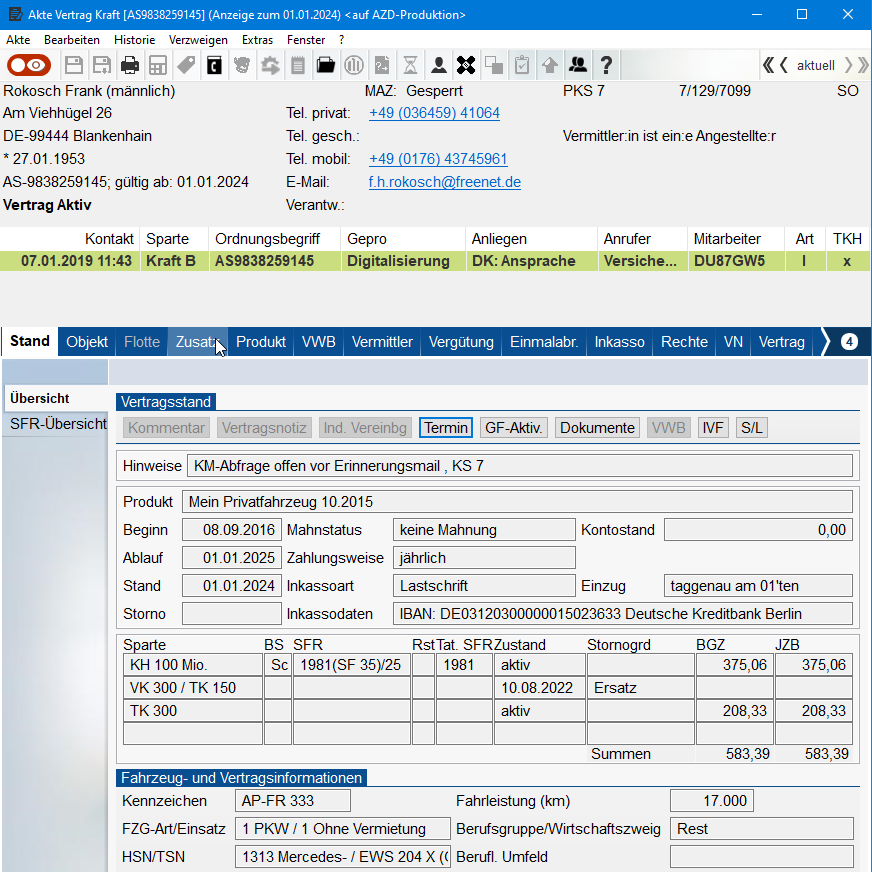 Akte Vertrag Kraft [AS9838259145] (Anzeige zum 01.01.2024) <auf AZD-Produktion>
Akte Bearbeiten Historie Verzweigen Extras Fenster ?
aktuell
Rokosch Frank (männlich) MAZ: Gesperrt PKS 7 7/129/7099 SO
Am Viehhügel 26 Tel. privat: +49 (036459) 41064
DE-99444 Blankenhain Tel. gesch.: Vermittler:in ist ein:e Angestellte:r
* 27.01.1953 Tel. mobil: +49 (0176) 43745961
AS-9838259145; gültig ab: 01.01.2024 E-Mail: f.h.rokosch@freenet.de
Vertrag Aktiv Verantw.:
Kontakt Sparte Ordnungsbegriff Gepro Anliegen Anrufer Mitarbeiter Art TKH
07.01.2019 11:43 Kraft B AS9838259145 Digitalisierung DK: Ansprache Versiche... DU87GW5 I x
Stand Objekt Flotte Zusatz Produkt VWB Vermittler Vergütung Einmalabr. Inkasso Rechte VN Vertrag 4
Übersicht
SFR-Übersicht
Vertragsstand
Kommentar Vertragsnotiz Ind. Vereinbg Termin GF-Aktiv. Dokumente VWB IVF S/L
Hinweise KM-Abfrage offen vor Erinnerungsmail , KS 7
Produkt Mein Privatfahrzeug 10.2015
Beginn 08.09.2016 Mahnstatus keine Mahnung Kontostand 0,00
Ablauf 01.01.2025 Zahlungsweise jährlich
Stand 01.01.2024 Inkassoart Lastschrift Einzug taggenau am 01'ten
Storno Inkassodaten IBAN: DE03120300000015023633 Deutsche Kreditbank Berlin
Sparte BS SFR Rst Tat. SFR Zustand Stornogrd BGZ JZB
KH 100 Mio. Sc 1981(SF 35)/25 1981 aktiv 375,06 375,06
VK 300 / TK 150 10.08.2022 Ersatz
TK 300 aktiv 208,33 208,33
Summen 583,39 583,39
Fahrzeug- und Vertragsinformationen
Kennzeichen AP-FR 333 Fahrleistung (km) 17.000
FZG-Art/Einsatz 1 PKW / 1 Ohne Vermietung Berufsgruppe/Wirtschaftszweig Rest
HSN/TSN 1313 Mercedes- / EWS 204 X (G Berufl. Umfeld